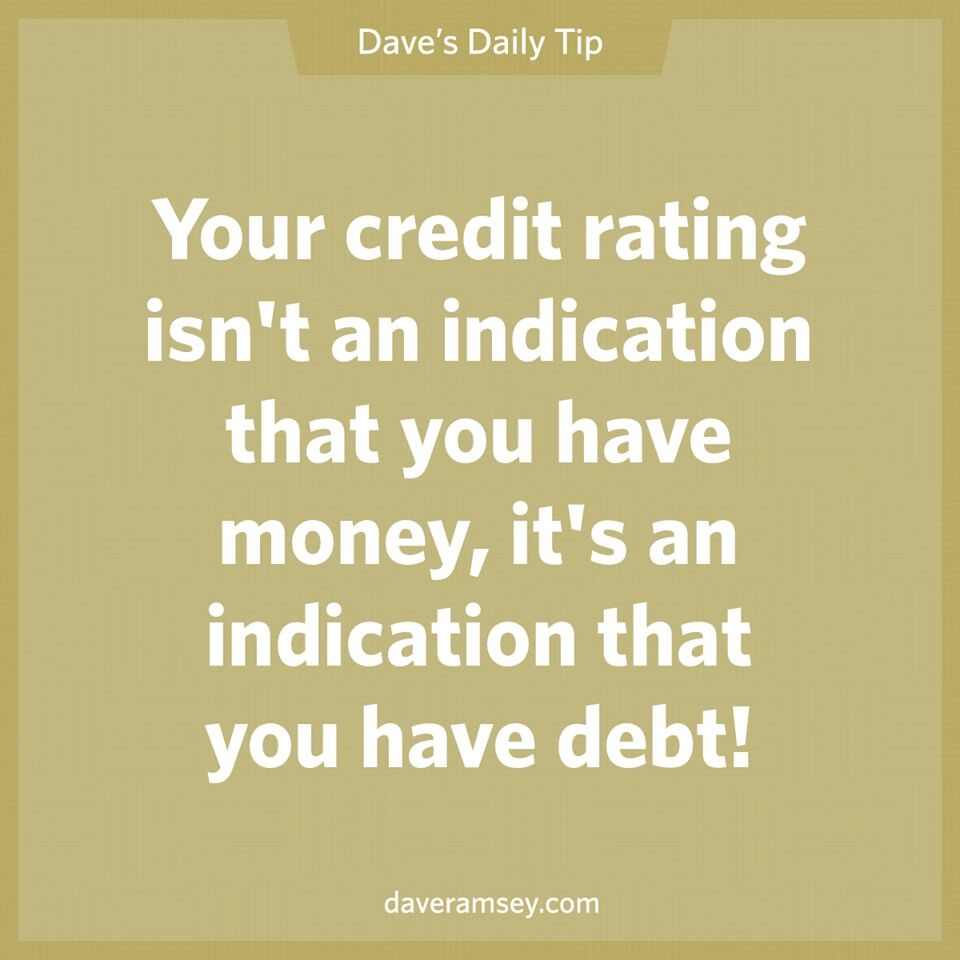 Dave’s Daily Tip
Your credit rating
isn't an indication
that you have
money, it's an
indication that
you have debt!
daveramsey.com